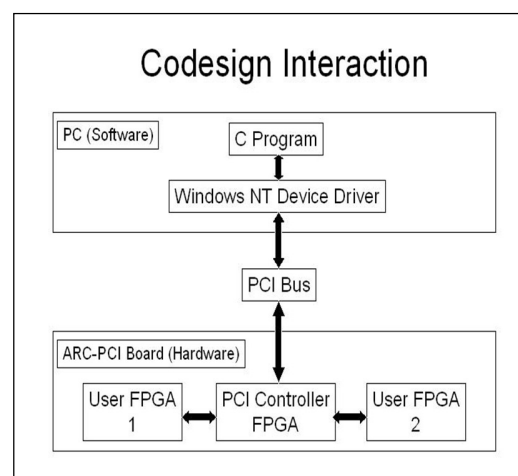 Codesign Interaction
PC (Software)
C Program
Windows NT Device Driver
PCI Bus
ARC-PCI Board (Hardware)
User FPGA
1
PCI Controller
FPGA
User FPGA
2